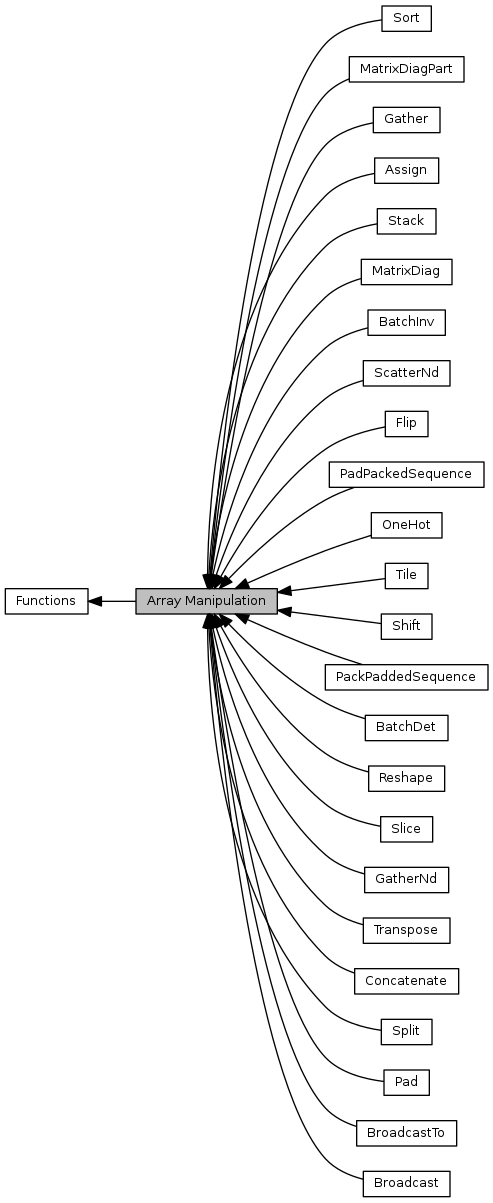 Sort
MatrixDiagPart
Gather
Assign
Stack
MatrixDiag
BatchInv
ScatterNd
Flip
PadPackedSequence
OneHot
Tile
Functions
Array Manipulation
Shift
PackPaddedSequence
BatchDet
Reshape
Slice
GatherNd
Transpose
Concatenate
Split
Pad
BroadcastTo
Broadcast